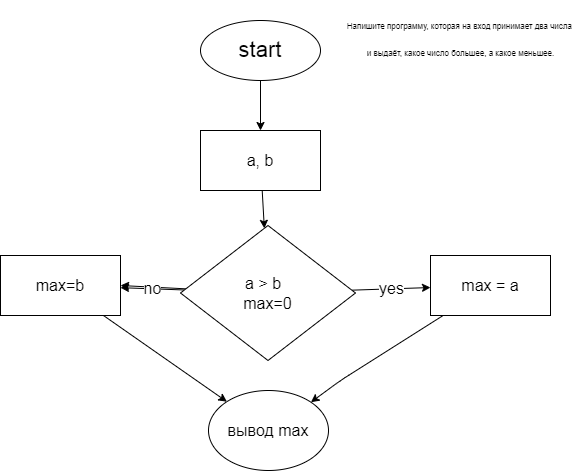 Напишите программу, которая на вход принимает два числа
и выдаёт, какое число большее, а какое меньшее.
start
a, b
a > b
max=0
no
yes
max=b
max = a
вывод max